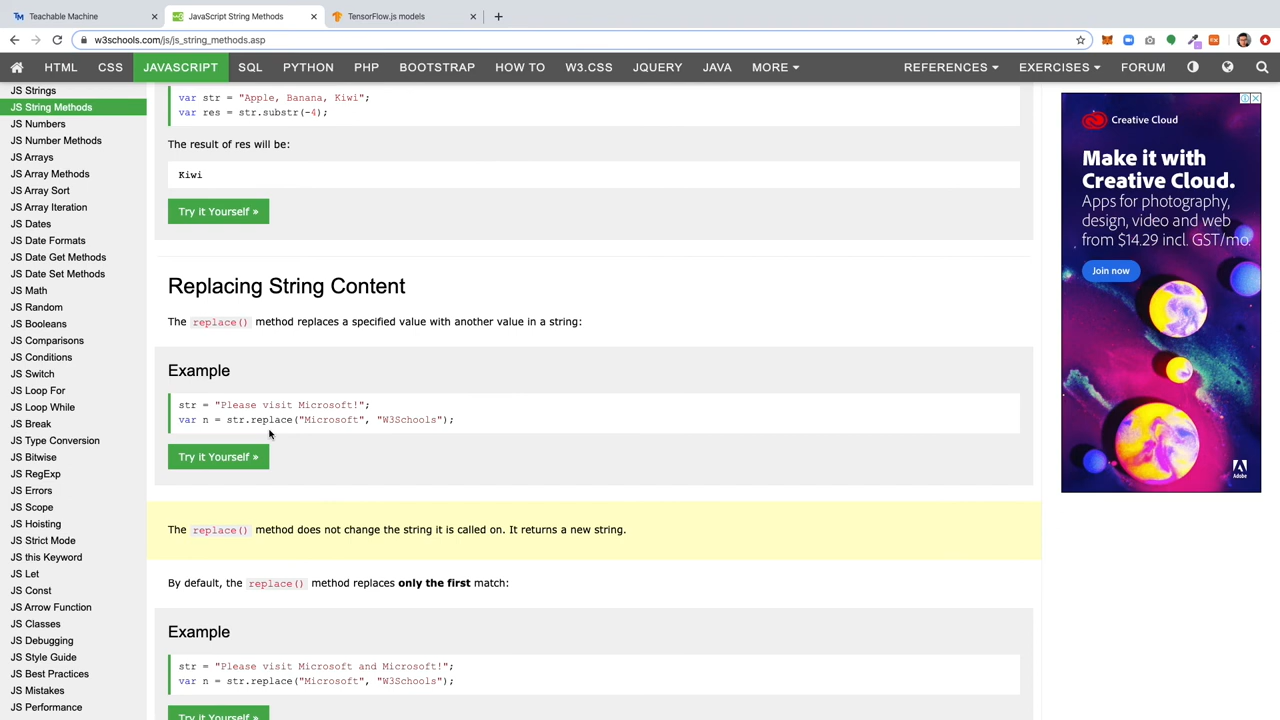 Teachable Machine
JavaScript String Methods
TensorFlow.js models
w3schools.com/js/js_string_methods.asp
HTML CSS JAVASCRIPT SQL PYTHON PHP BOOTSTRAP HOW TO W3.CSS JQUERY JAVA MORE REFERENCES EXERCISES FORUM
JS Strings
JS String Methods
JS Numbers
JS Number Methods
JS Arrays
JS Array Methods
JS Array Sort
JS Array Iteration
JS Dates
JS Date Formats
JS Date Get Methods
JS Date Set Methods
JS Math
JS Random
JS Booleans
JS Comparisons
JS Conditions
JS Switch
JS Loop For
JS Loop While
JS Break
JS Type Conversion
JS Bitwise
JS RegExp
JS Errors
JS Scope
JS Hoisting
JS Strict Mode
JS this Keyword
JS Let
JS Const
JS Arrow Function
JS Classes
JS Debugging
JS Style Guide
JS Best Practices
JS Mistakes
JS Performance
var str = "Apple, Banana, Kiwi";
var res = str.substr(-4);
The result of res will be:
Kiwi
Try it Yourself »
Replacing String Content
The replace() method replaces a specified value with another value in a string:
Example
str = "Please visit Microsoft!";
var n = str.replace("Microsoft", "W3Schools");
Try it Yourself »
The replace() method does not change the string it is called on. It returns a new string.
By default, the replace() method replaces only the first match:
Example
str = "Please visit Microsoft and Microsoft!";
var n = str.replace("Microsoft", "W3Schools");
Try it Yourself »
Creative Cloud
Make it with
Creative Cloud.
Apps for photography,
design, video and web
from $14.29 incl. GST/mo.
Join now
Adobe